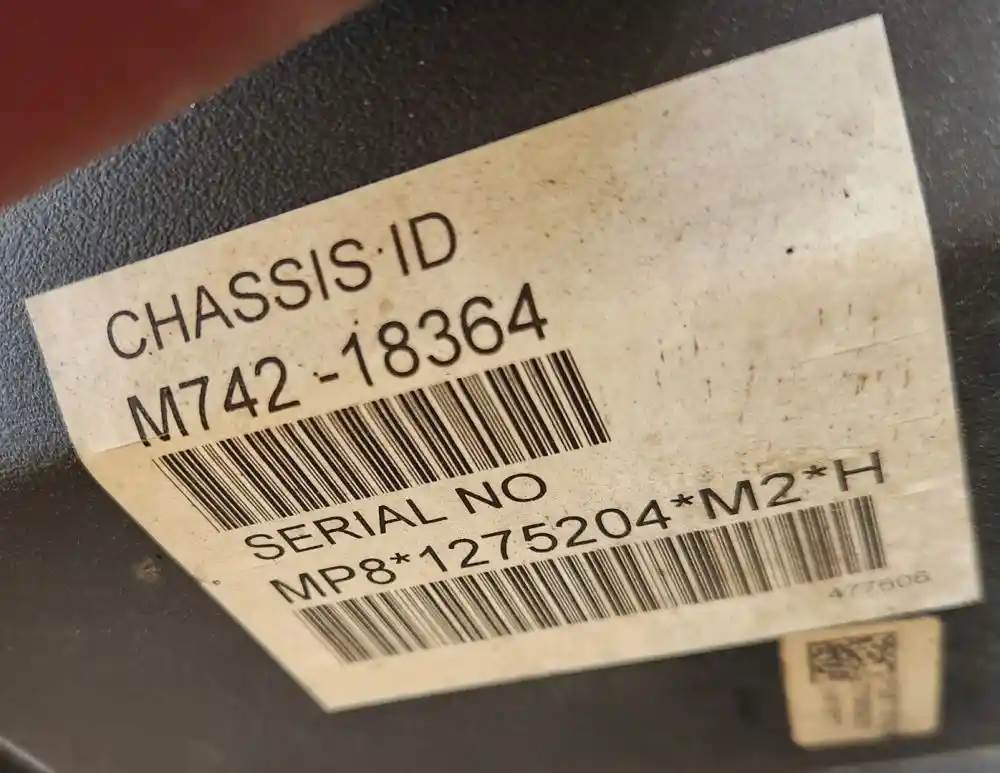 CHASSIS ID
M742 -18364
SERIAL NO
MP8*1275204*M2*H
477606